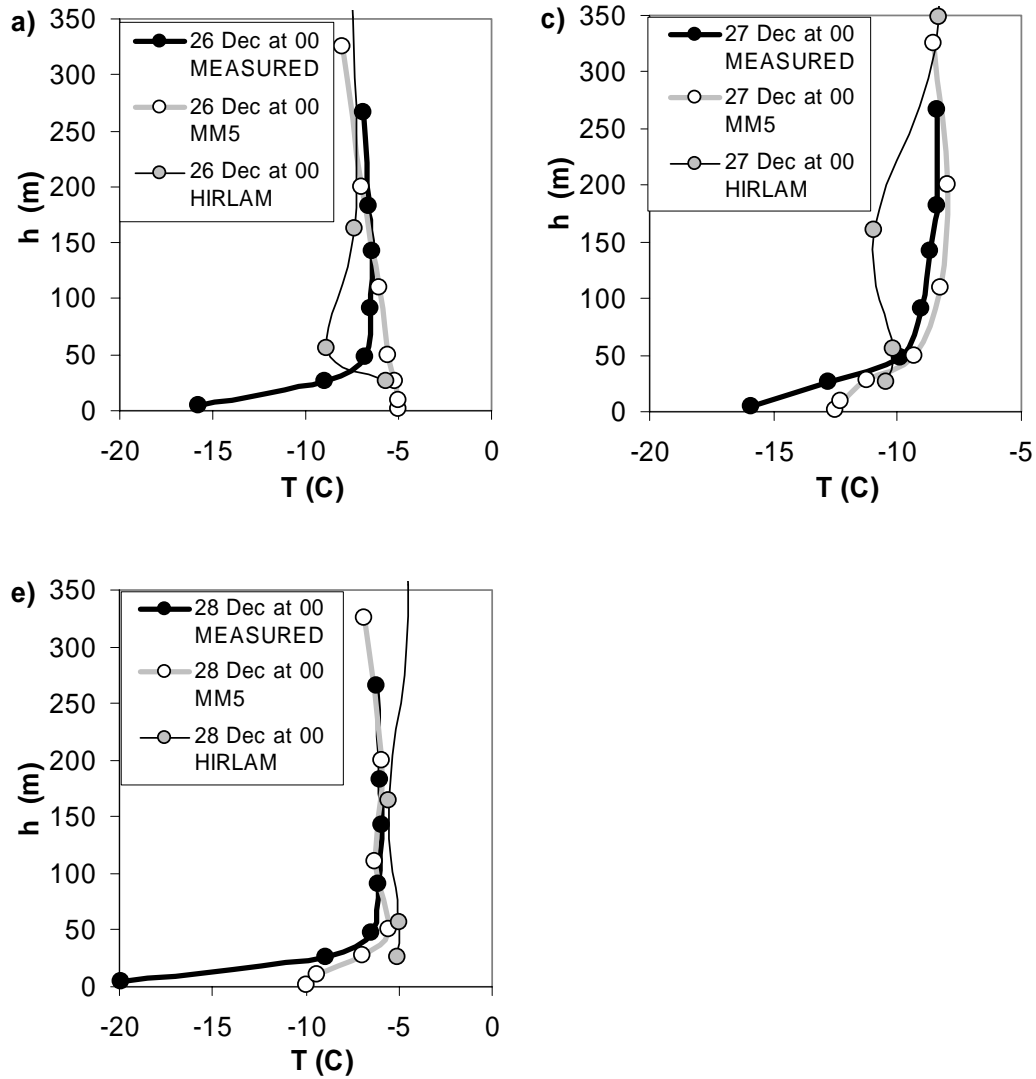 a)
h (m)
350
300
250
200
150
100
50
0
26 Dec at 00
MEASURED
26 Dec at 00
MM5
26 Dec at 00
HIRLAM
-20 -15 -10 -5 0
T (C)
c)
h (m)
350
300
250
200
150
100
50
0
27 Dec at 00
MEASURED
27 Dec at 00
MM5
27 Dec at 00
HIRLAM
-20 -15 -10 -5
T (C)
e)
h (m)
350
300
250
200
150
100
50
0
28 Dec at 00
MEASURED
28 Dec at 00
MM5
28 Dec at 00
HIRLAM
-20 -15 -10 -5 0
T (C)